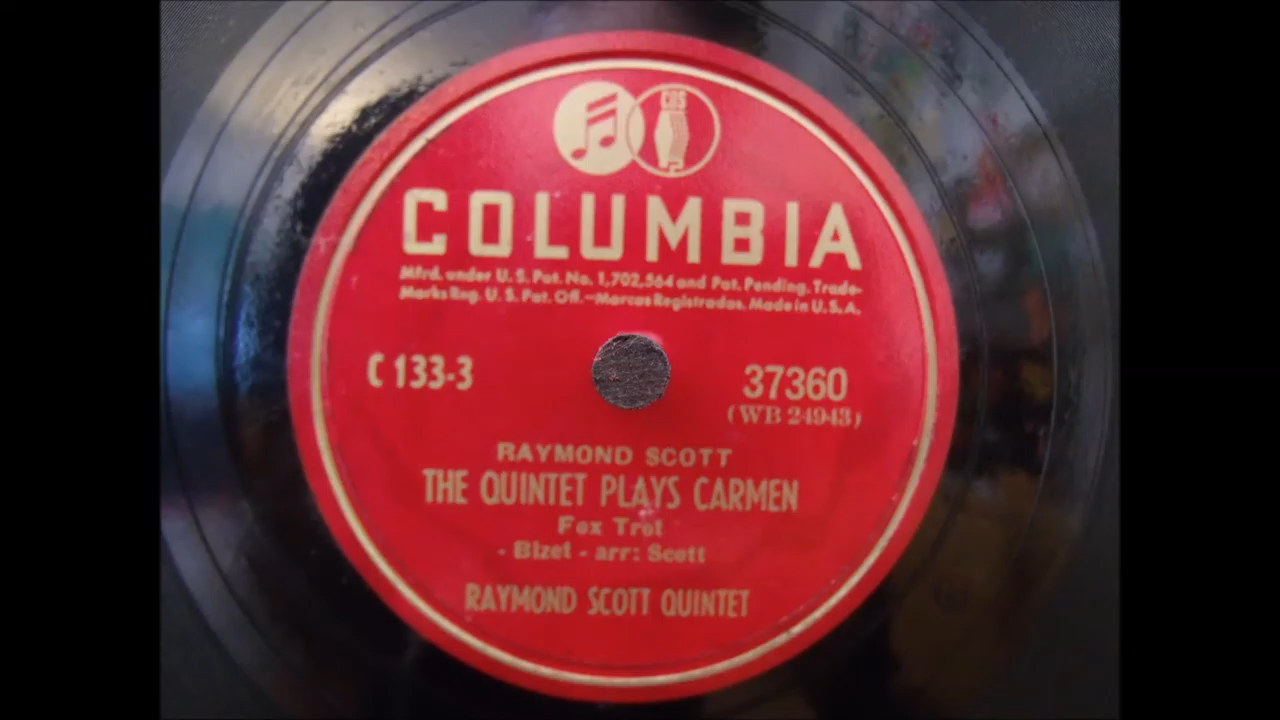 CBS
COLUMBIA
Mfrd. under U. S. Pat. No. 1,702,564 and Pat. Pending. Trade-
Marks Reg. U. S. Pat. Off. —Marcas Registradas. Made in U. S. A.
C 133-3
37360
(WB 24943)
RAYMOND SCOTT
THE QUINTET PLAYS CARMEN
Fox Trot
- Bizet - arr: Scott
RAYMOND SCOTT QUINTET